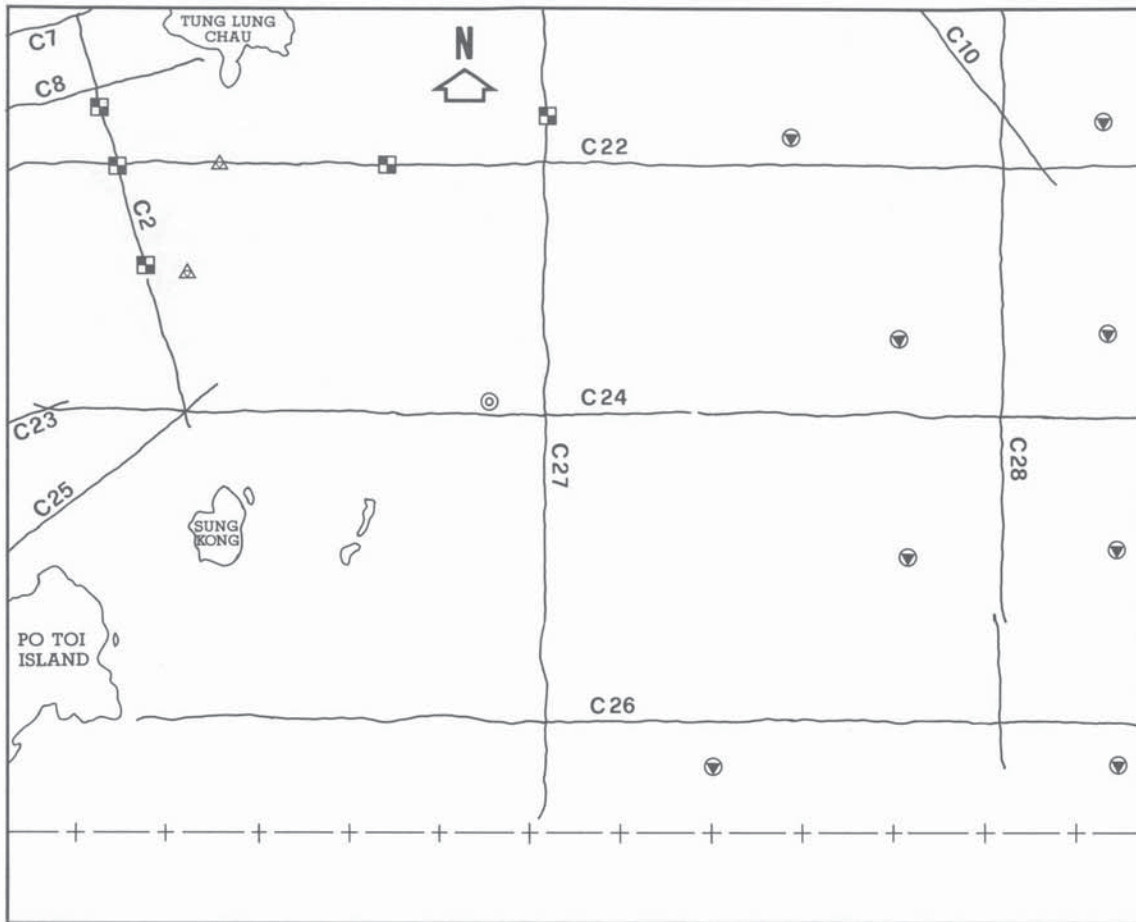 TUNG LUNG
CHAU
N
C7
C10
C8
C22
C2
C24
C23
C27
C28
C25
SUNG
KONG
PO TOI
ISLAND
C26